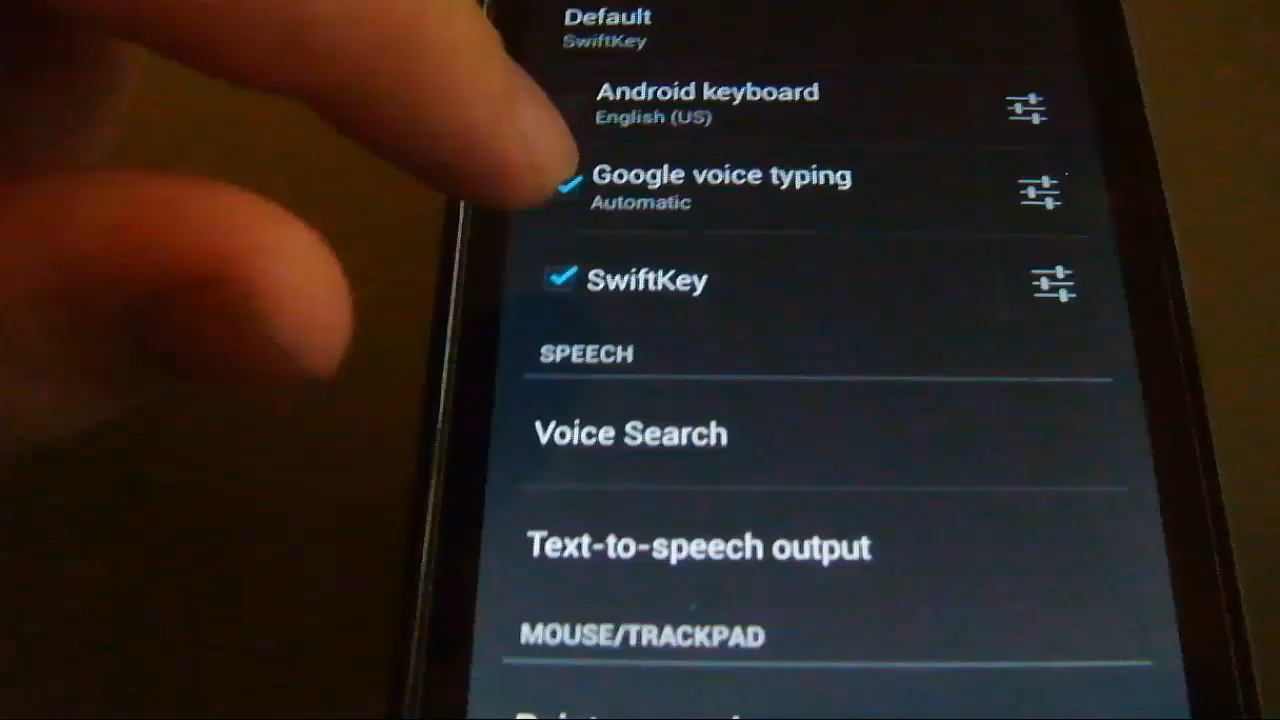 Default
SwiftKey
Android keyboard
English (US)
Google voice typing
Automatic
SwiftKey
SPEECH
Voice Search
Text-to-speech output
MOUSE/TRACKPAD